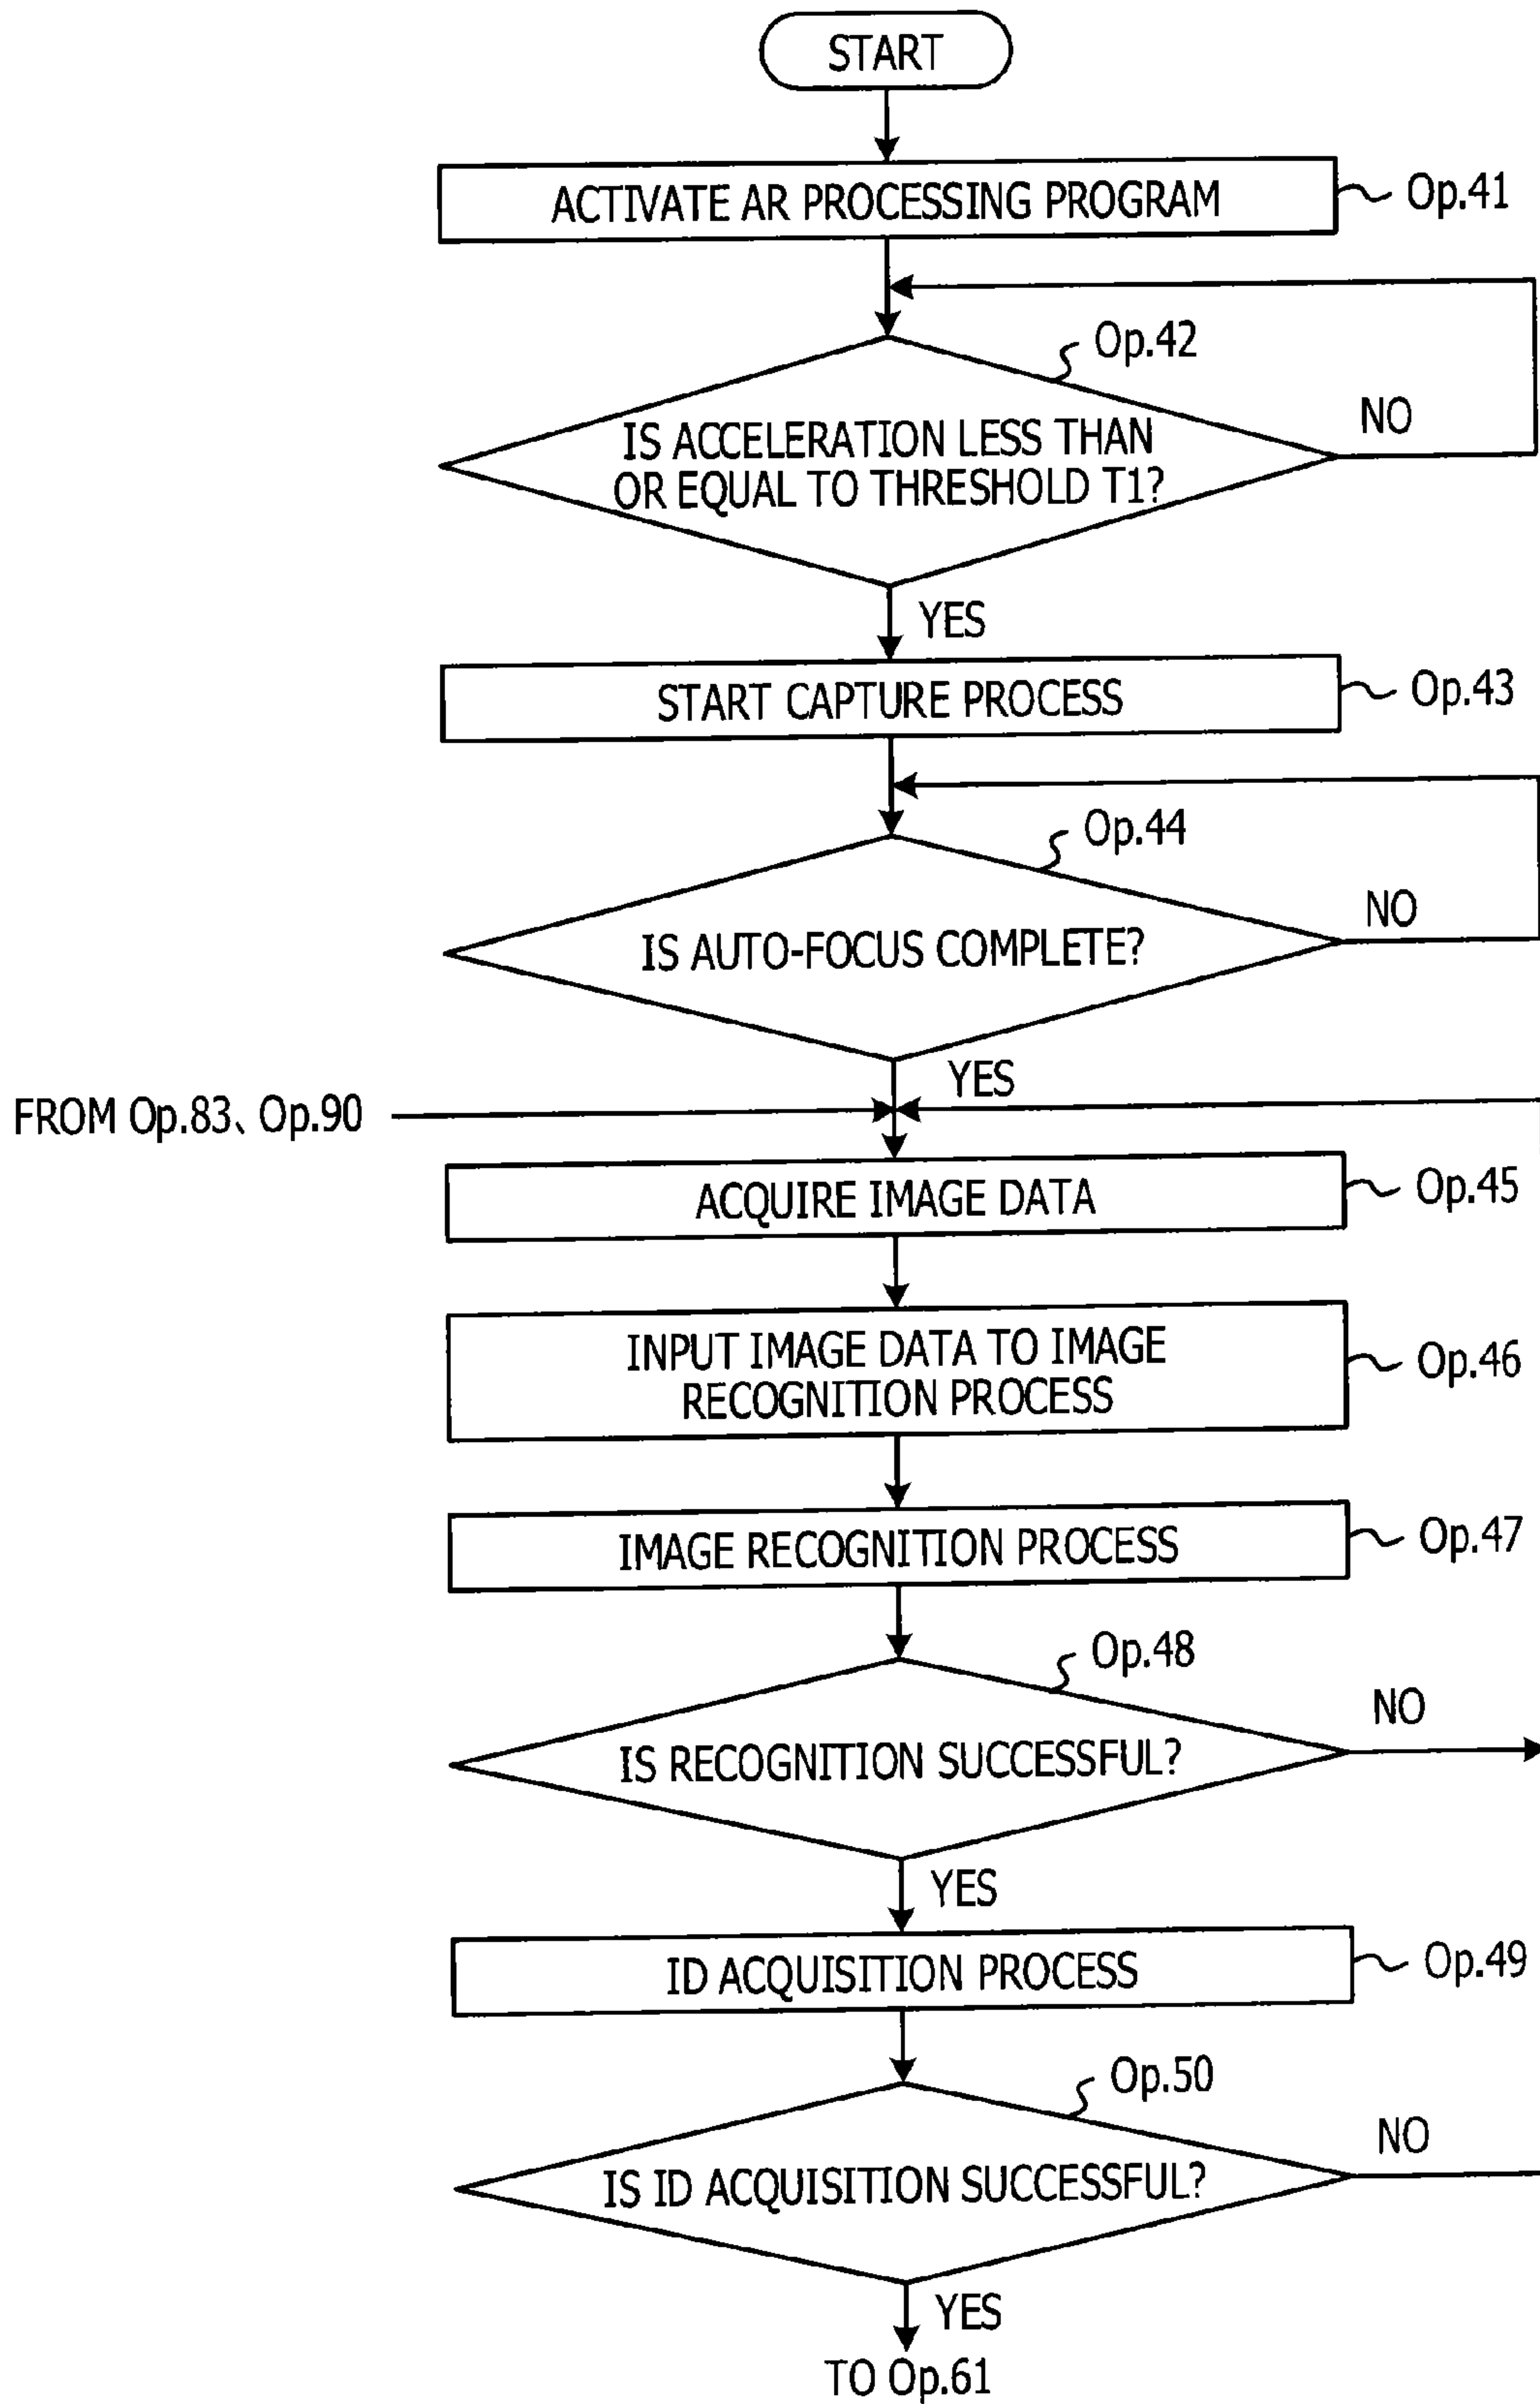 START
ACTIVATE AR PROCESSING PROGRAM
Op.41
Op.42
IS ACCELERATION LESS THAN
OR EQUAL TO THRESHOLD T1?
NO
YES
START CAPTURE PROCESS
Op.43
Op.44
IS AUTO-FOCUS COMPLETE?
NO
YES
FROM Op.83、Op.90
ACQUIRE IMAGE DATA
Op.45
INPUT IMAGE DATA TO IMAGE
RECOGNITION PROCESS
Op.46
IMAGE RECOGNITION PROCESS
Op.47
Op.48
IS RECOGNITION SUCCESSFUL?
NO
YES
ID ACQUISITION PROCESS
Op.49
Op.50
IS ID ACQUISITION SUCCESSFUL?
NO
YES
TO Op.61